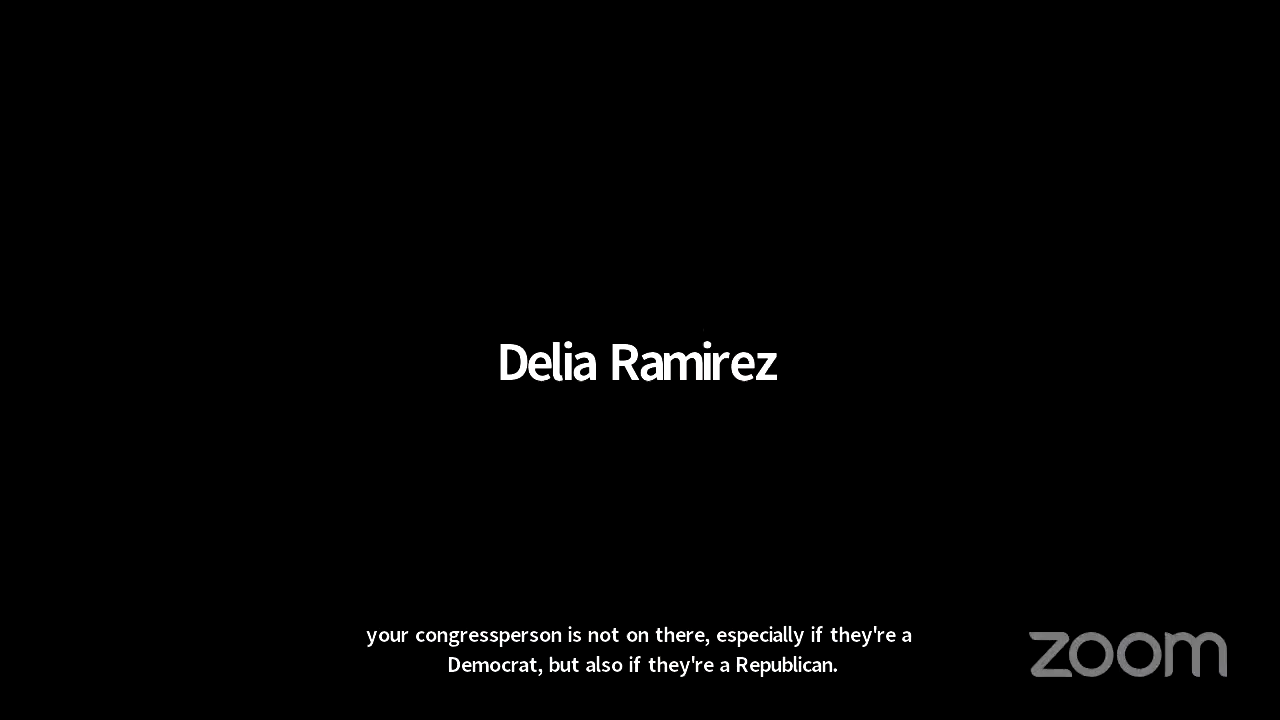 Delia Ramirez
your congressperson is not on there, especially if they're a
Democrat, but also if they're a Republican.
zoom